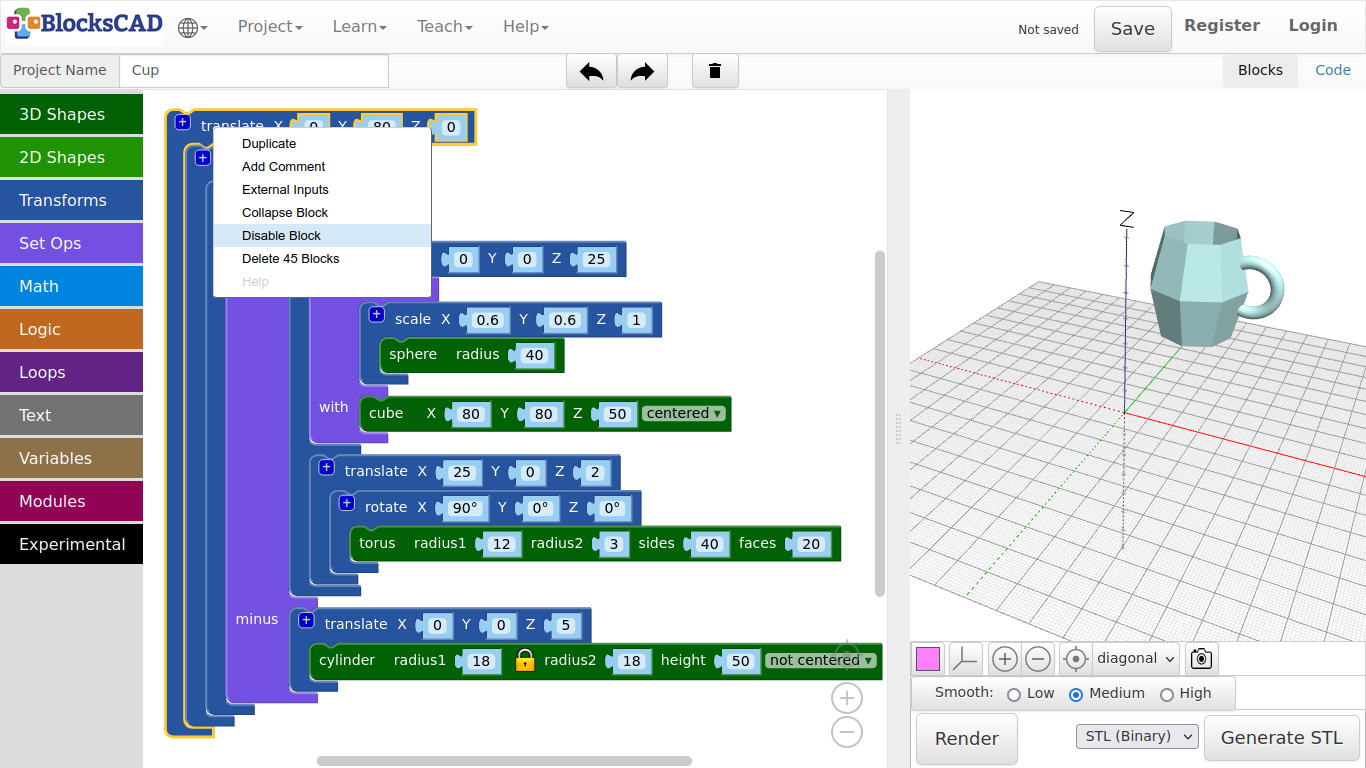 BlocksCAD Project Learn Teach Help Not saved Save Register Login
Project Name Cup Blocks Code
3D Shapes
2D Shapes
Transforms
Set Ops
Math
Logic
Loops
Text
Variables
Modules
Experimental
translate X 0 Y 80 Z 0
Duplicate
Add Comment
External Inputs
Collapse Block
Disable Block
Delete 45 Blocks
Help
0 Y 0 Z 25
scale X 0.6 Y 0.6 Z 1
sphere radius 40
with cube X 80 Y 80 Z 50 centered
translate X 25 Y 0 Z 2
rotate X 90° Y 0° Z 0°
torus radius1 12 radius2 3 sides 40 faces 20
minus translate X 0 Y 0 Z 5
cylinder radius1 18 radius2 18 height 50 not centered
Z
diagonal
Smooth: Low Medium High
Render STL (Binary) Generate STL